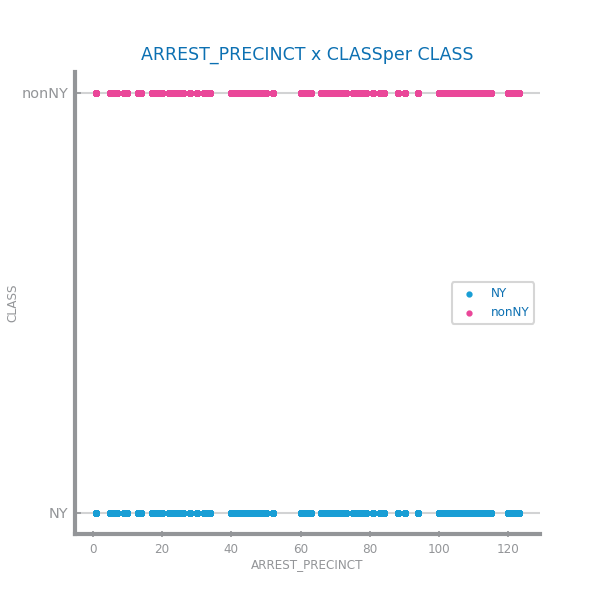 ARREST_PRECINCT x CLASSper CLASS
nonNY
CLASS
NY
nonNY
NY
0 20 40 60 80 100 120
ARREST_PRECINCT